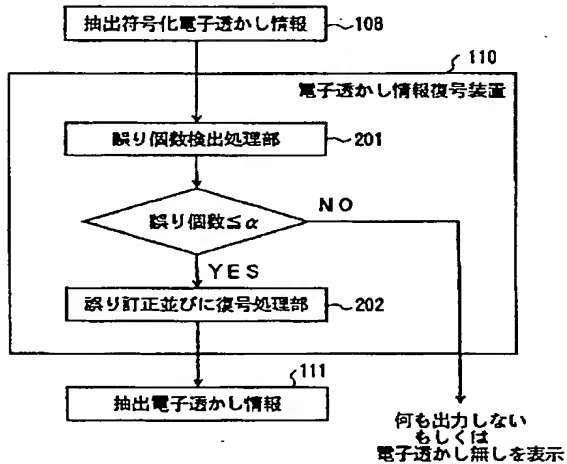 抽出符号化電子透かし情報
108
110
電子透かし情報復号装置
誤り個数検出処理部
201
誤り個数≦α
NO
YES
誤り訂正並びに復号処理部
202
111
抽出電子透かし情報
何も出力しない
もしくは
電子透かし無しを表示